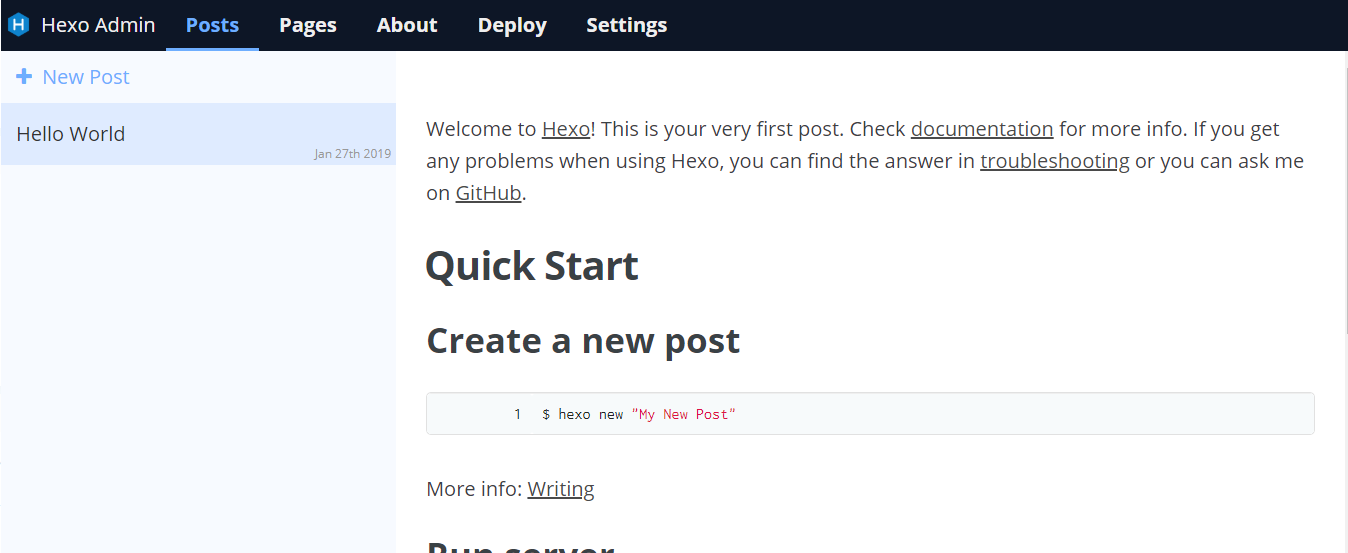 H Hexo Admin Posts Pages About Deploy Settings
+ New Post
Hello World
Jan 27th 2019
Welcome to Hexo! This is your very first post. Check documentation for more info. If you get
any problems when using Hexo, you can find the answer in troubleshooting or you can ask me
on GitHub.
Quick Start
Create a new post
1 $ hexo new "My New Post"
More info: Writing
Run server